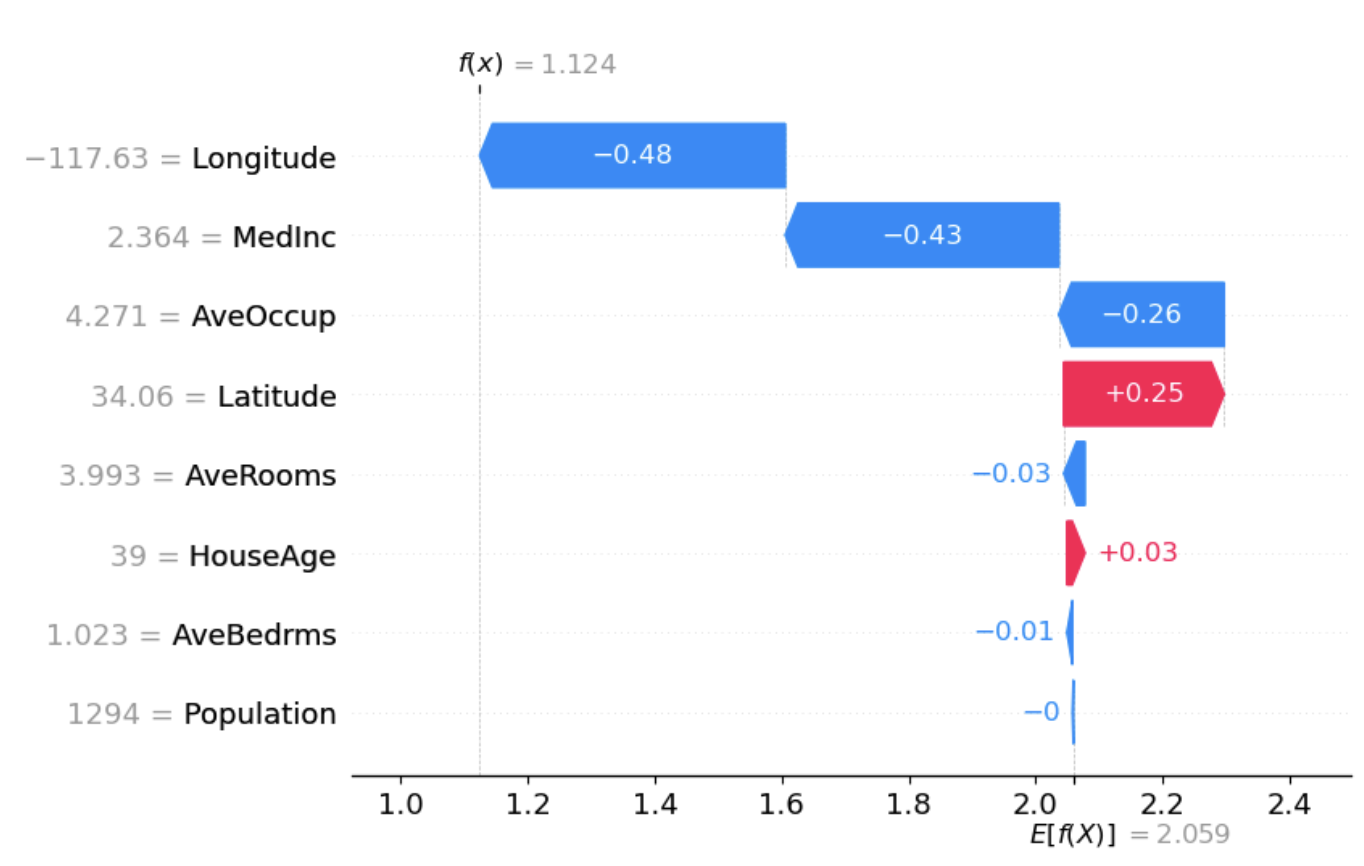 f(x) = 1.124
−117.63 = Longitude −0.48
2.364 = MedInc −0.43
4.271 = AveOccup −0.26
34.06 = Latitude +0.25
3.993 = AveRooms −0.03
39 = HouseAge +0.03
1.023 = AveBedrms −0.01
1294 = Population −0
1.0 1.2 1.4 1.6 1.8 2.0 2.2 2.4
E[f(X)] = 2.059